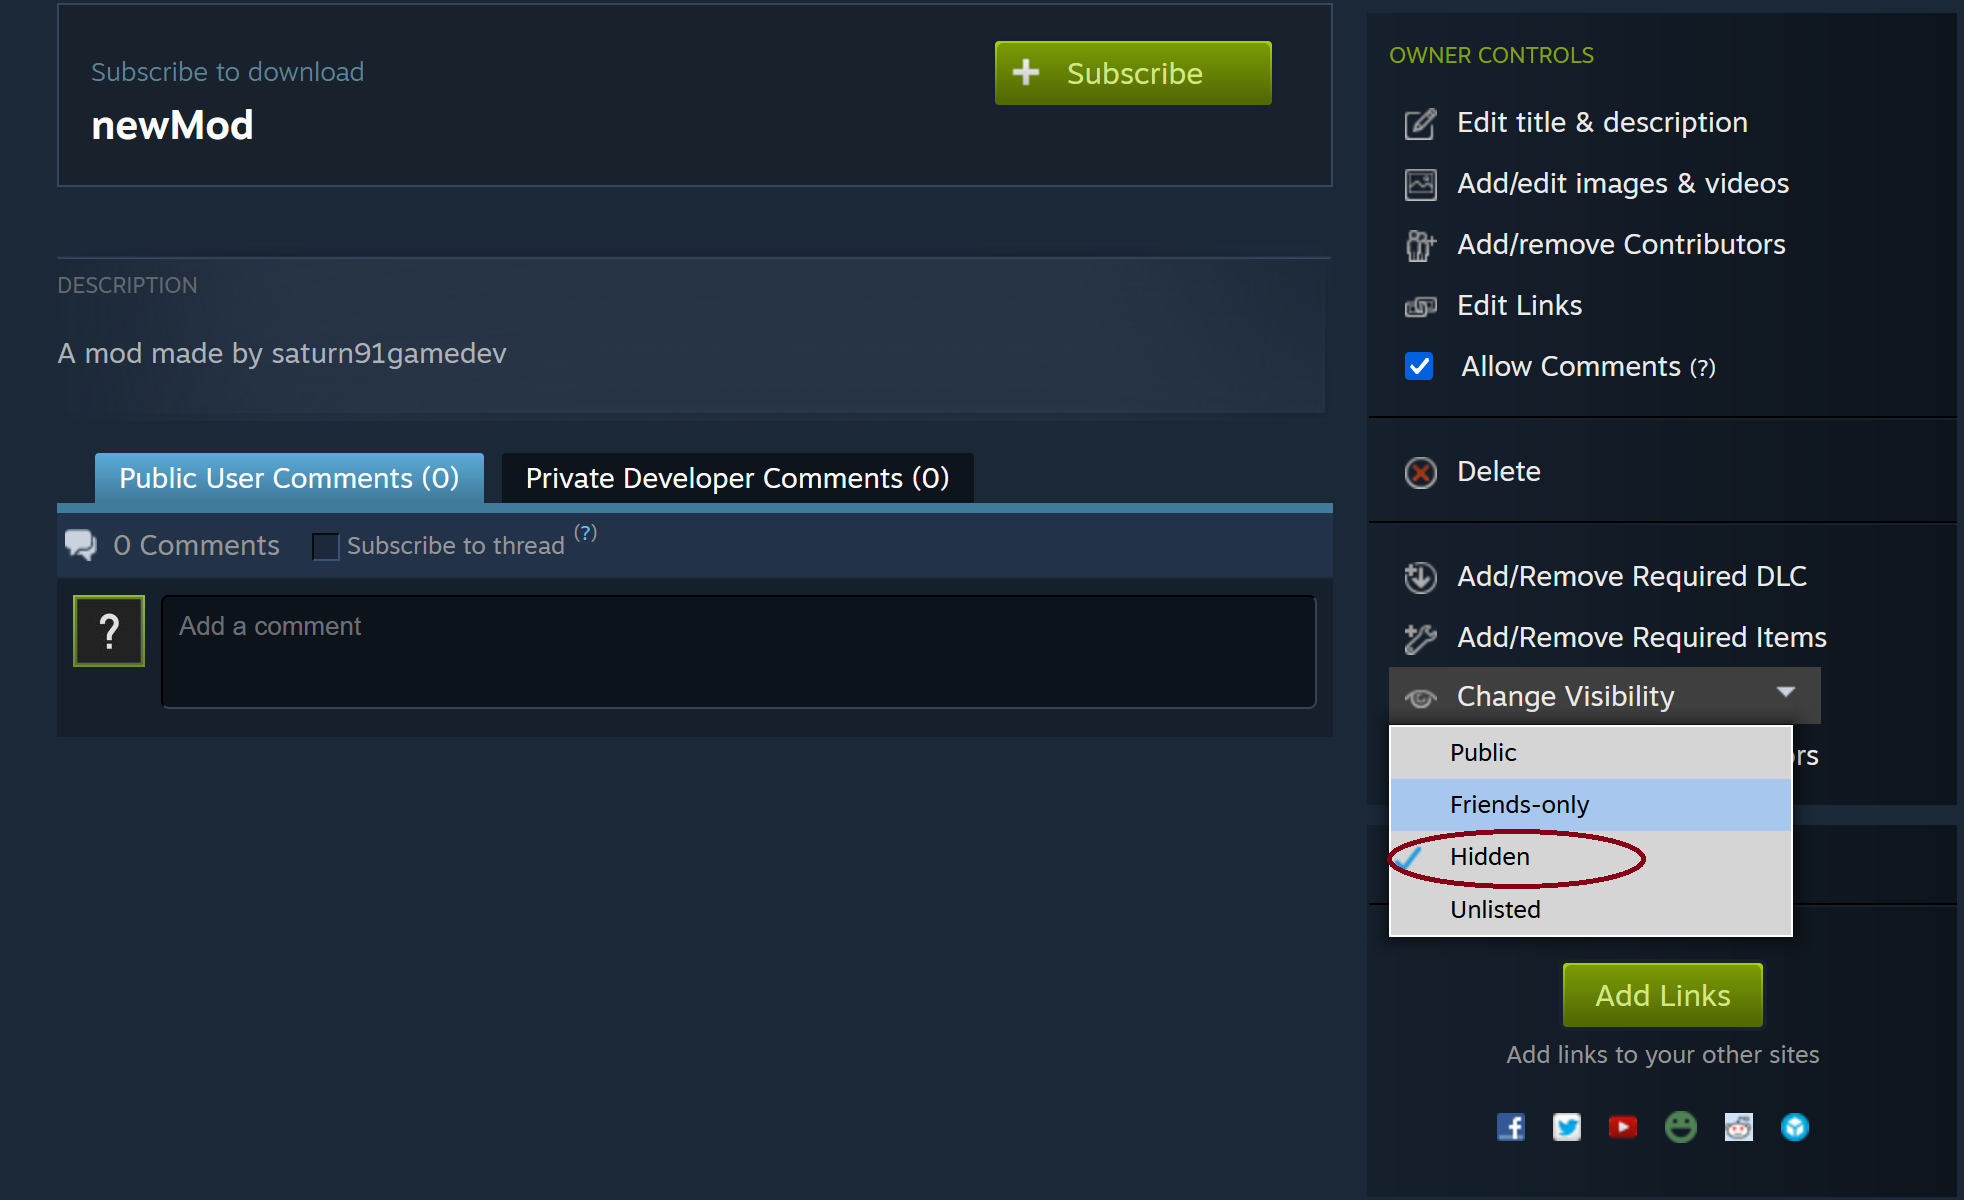 Subscribe to download
newMod
Subscribe
DESCRIPTION
A mod made by saturn91gamedev
Public User Comments (0)
Private Developer Comments (0)
0 Comments
Subscribe to thread (?)
?
Add a comment
OWNER CONTROLS
Edit title & description
Add/edit images & videos
Add/remove Contributors
Edit Links
Allow Comments (?)
Delete
Add/Remove Required DLC
Add/Remove Required Items
Change Visibility
Public
Friends-only
Hidden
Unlisted
Add Links
Add links to your other sites